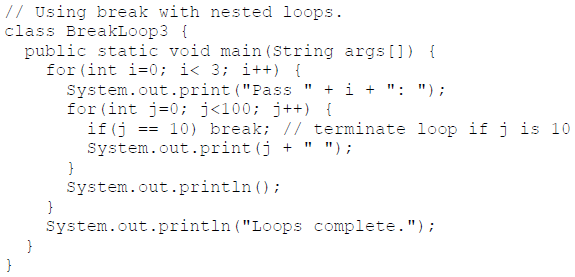 // Using break with nested loops.
class BreakLoop3 {
public static void main(String args[]) {
for(int i=0; i< 3; i++) {
System.out.print("Pass " + i + ": ");
for(int j=0; j<100; j++) {
if(j == 10) break; // terminate loop if j is 10
System.out.print(j + " ");
}
System.out.println();
}
System.out.println("Loops complete.");
}
}